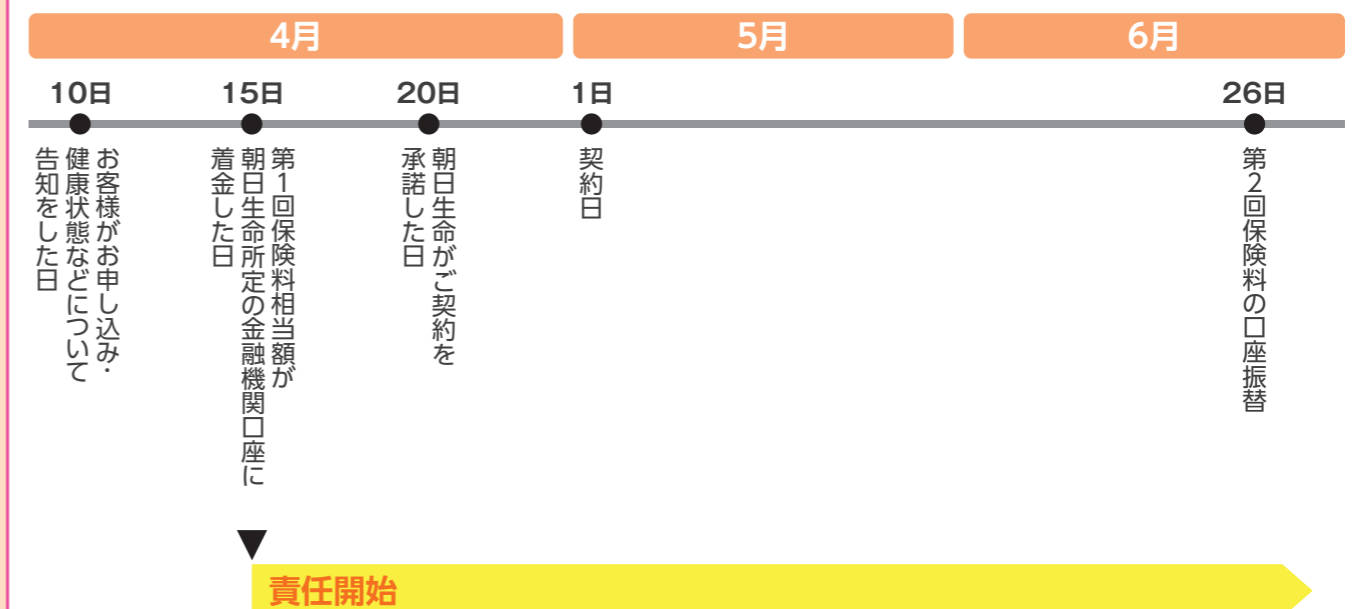 4月
5月
6月
10日
15日
20日
1日
26日
お客様がお申し込み・
健康状態などについて
告知をした日
第1回保険料相当額が
朝日生命所定の金融機関口座に
着金した日
朝日生命がご契約を
承諾した日
契約日
第2回保険料の口座振替
責任開始